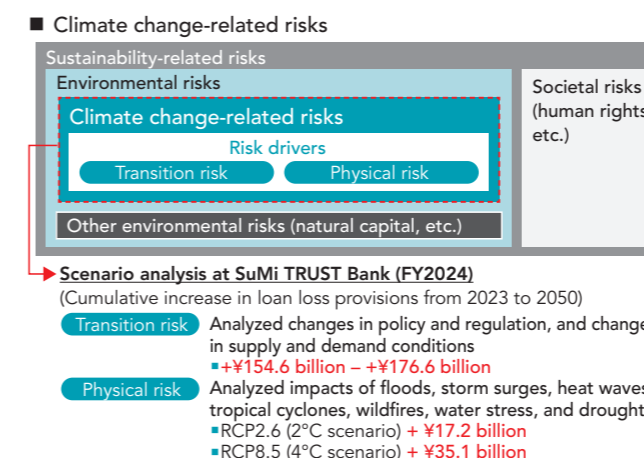 ■ Climate change-related risks
Sustainability-related risks
Environmental risks
Climate change-related risks
Risk drivers
Transition risk
Physical risk
Other environmental risks (natural capital, etc.)
Societal risks
(human rights
etc.)
Scenario analysis at SuMi TRUST Bank (FY2024)
(Cumulative increase in loan loss provisions from 2023 to 2050)
Transition risk Analyzed changes in policy and regulation, and change
in supply and demand conditions
▪+¥154.6 billion – +¥176.6 billion
Physical risk Analyzed impacts of floods, storm surges, heat waves
tropical cyclones, wildfires, water stress, and drought
▪RCP2.6 (2°C scenario) + ¥17.2 billion
▪RCP8.5 (4°C scenario) + ¥35.1 billion